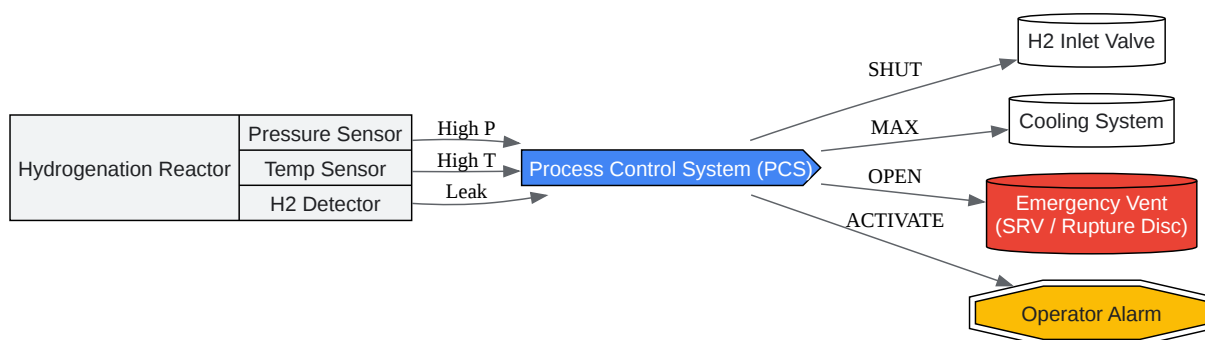 Hydrogenation Reactor
Pressure Sensor
Temp Sensor
H2 Detector
High P
High T
Leak
Process Control System (PCS)
SHUT
MAX
OPEN
ACTIVATE
H2 Inlet Valve
Cooling System
Emergency Vent
(SRV / Rupture Disc)
Operator Alarm